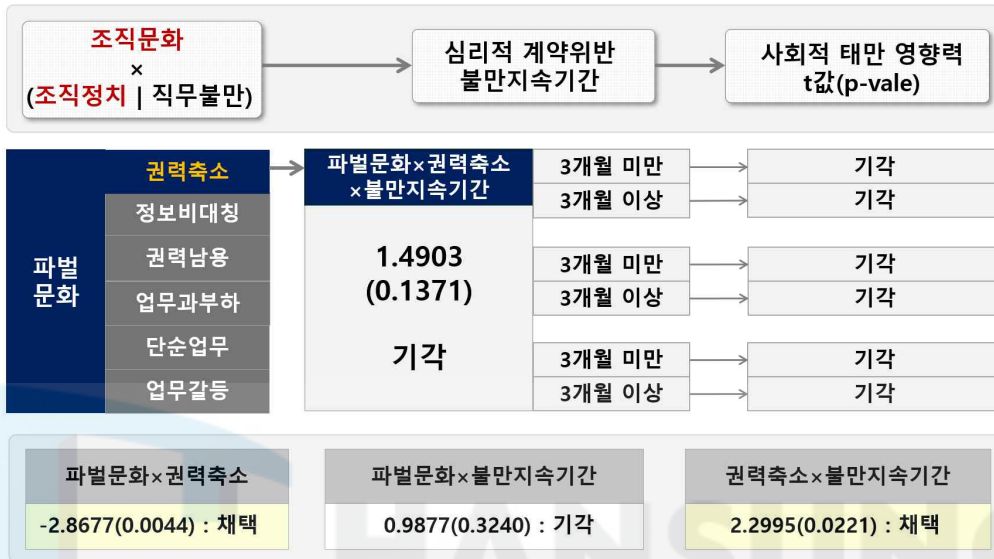 조직문화
×
(조직정치 | 직무불만)
심리적 계약위반
불만지속기간
사회적 태만 영향력
t값(p-vale)
파벌
문화
권력축소
정보비대칭
권력남용
업무과부하
단순업무
업무갈등
파벌문화×권력축소
×불만지속기간
1.4903
(0.1371)
기각
3개월 미만
기각
3개월 이상
기각
3개월 미만
기각
3개월 이상
기각
3개월 미만
기각
3개월 이상
기각
파벌문화×권력축소
-2.8677(0.0044) : 채택
파벌문화×불만지속기간
0.9877(0.3240) : 기각
권력축소×불만지속기간
2.2995(0.0221) : 채택